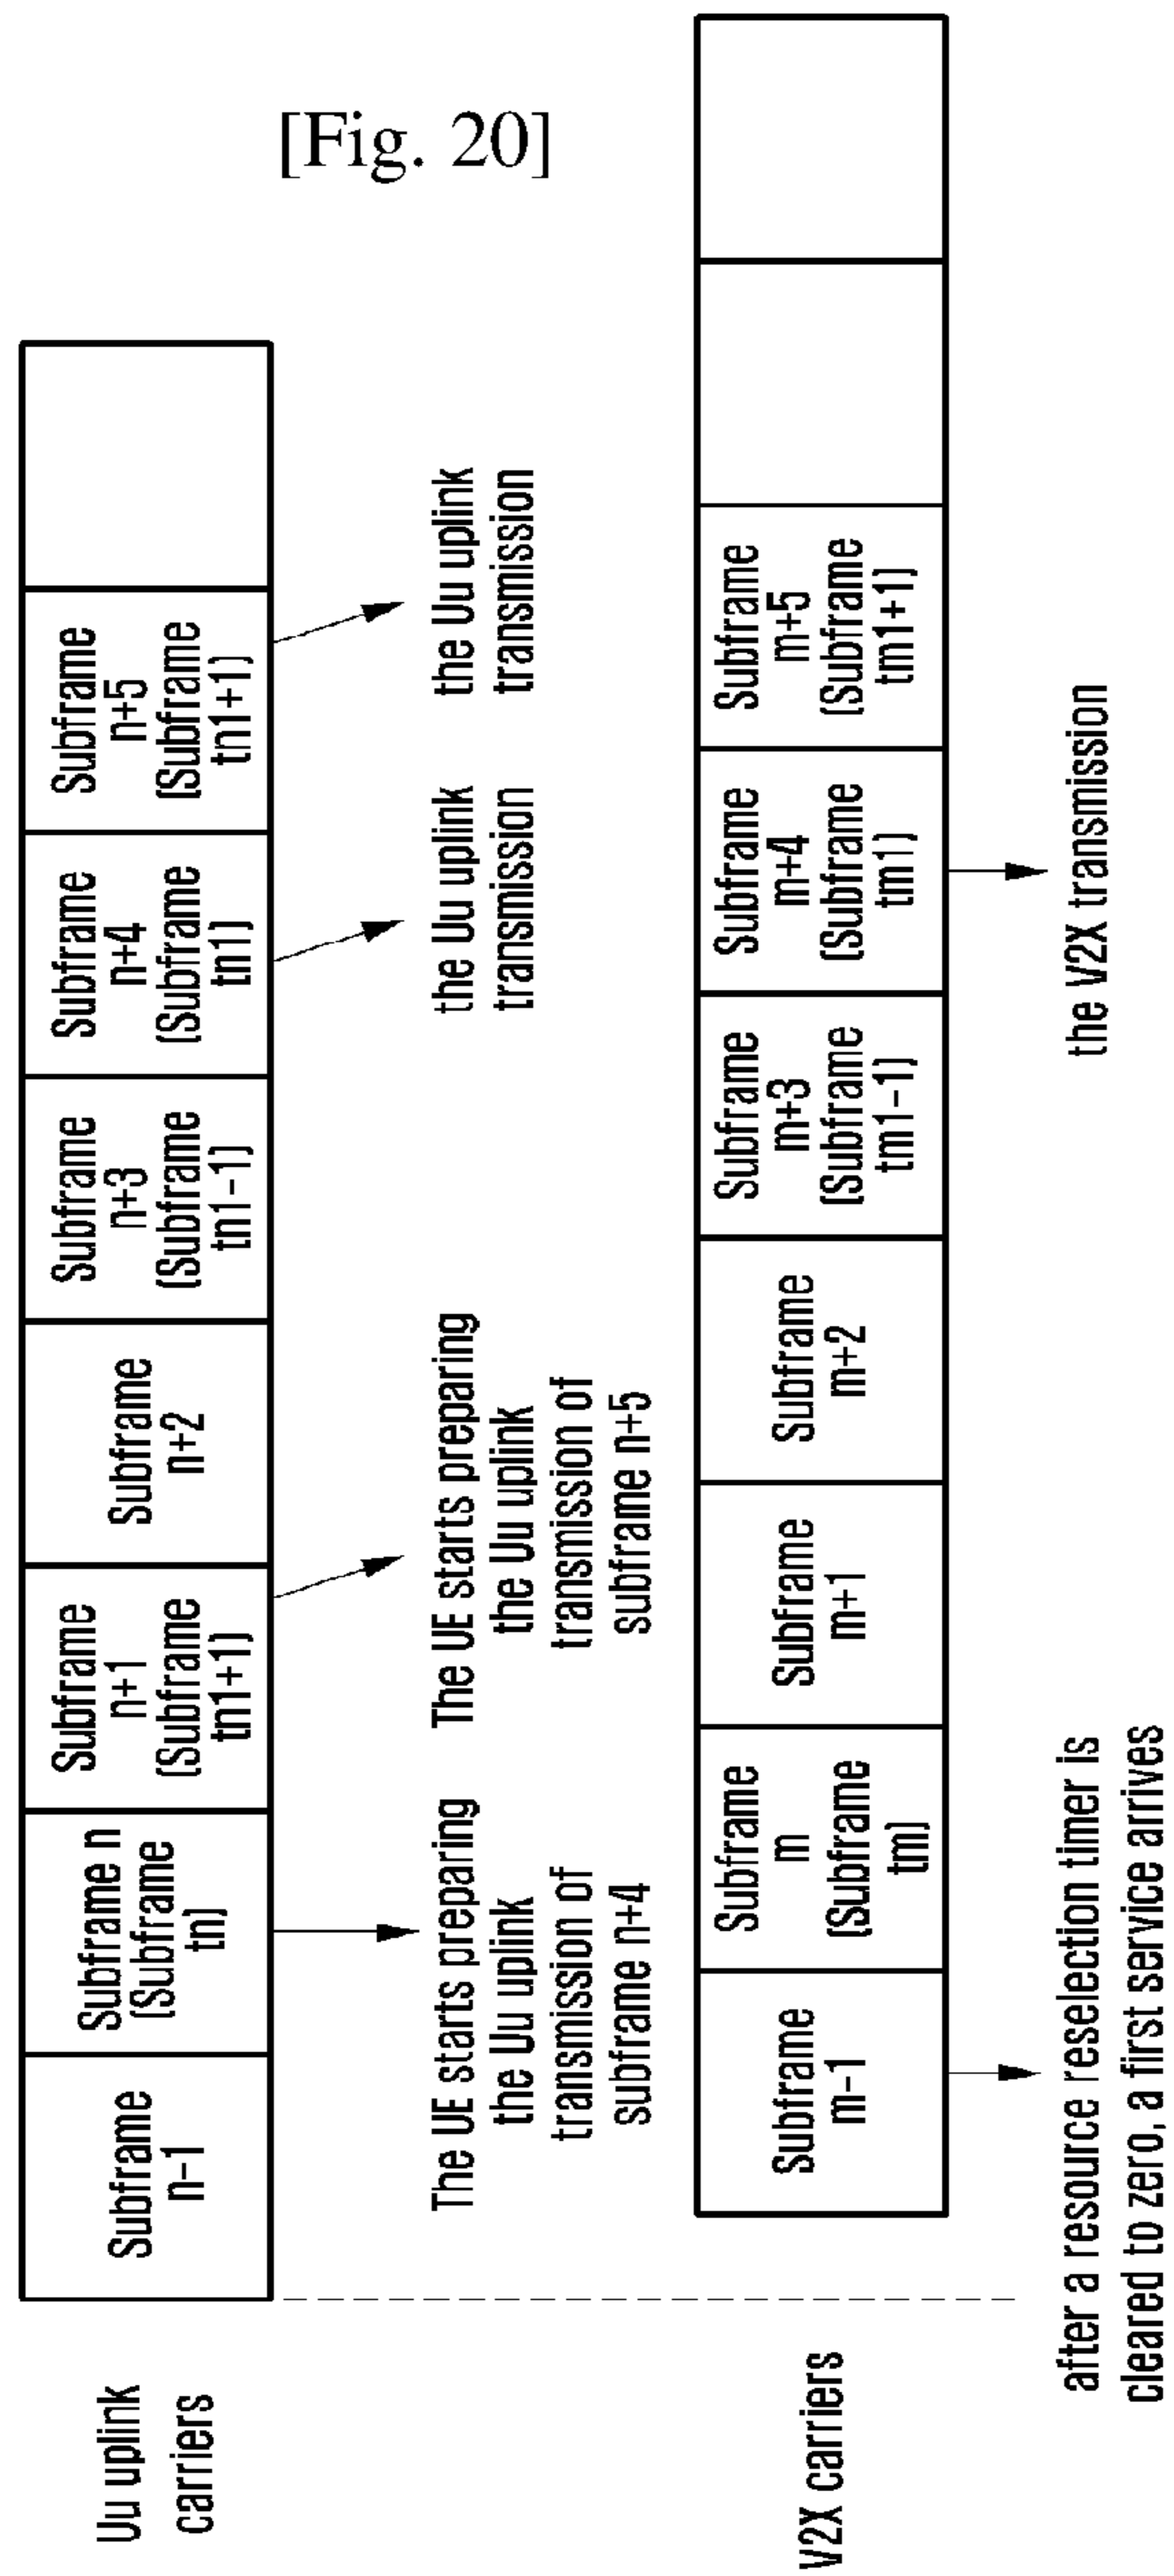 [Fig. 20]
Uu uplink
carriers
Subframe
n-1
Subframe n
(Subframe
tn)
Subframe
n+1
(Subframe
tn1+1)
Subframe
n+2
Subframe
n+3
(Subframe
tn1-1)
Subframe
n+4
(Subframe
tn1)
Subframe
n+5
(Subframe
tn1+1)
The UE starts preparing
the Uu uplink
transmission of
subframe n+4
The UE starts preparing
the Uu uplink
transmission of
subframe n+5
the Uu uplink
transmission
the Uu uplink
transmission
V2X carriers
Subframe
m-1
Subframe
m
(Subframe
tm)
Subframe
m+1
Subframe
m+2
Subframe
m+3
(Subframe
tm1-1)
Subframe
m+4
(Subframe
tm1)
Subframe
m+5
(Subframe
tm1+1)
after a resource reselection timer is
cleared to zero, a first service arrives
the V2X transmission